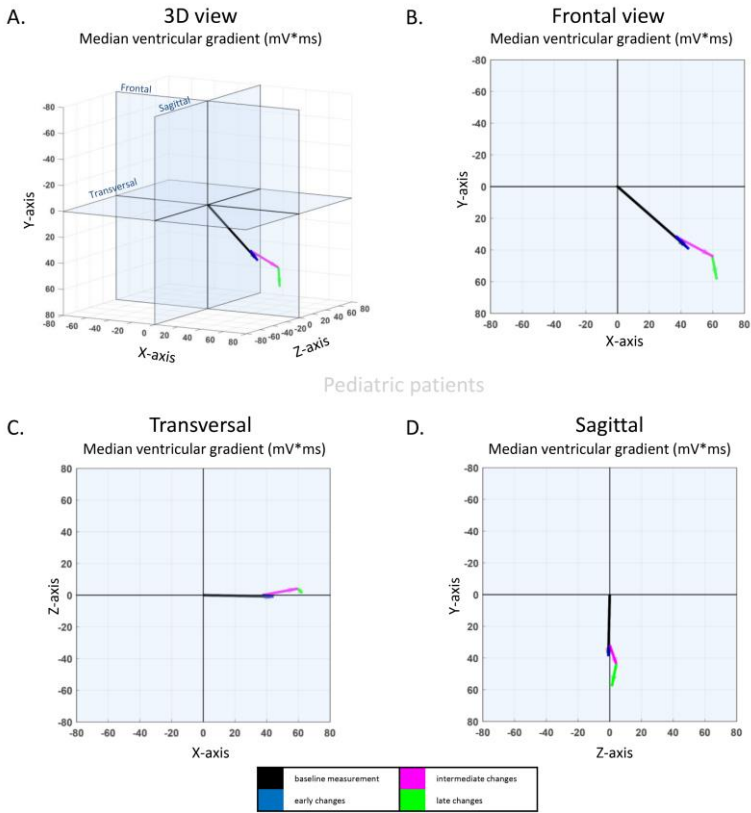 A.
3D view
Median ventricular gradient (mV*ms)
Frontal
Sagittal
Transversal
-80
-60
-40
-20
0
20
40
60
80
Y-axis
-80 -60 -40 -20 0 20 40 60 80
X-axis
-80 -60 -40 -20 0 20 40 60 80
Z-axis
B.
Frontal view
Median ventricular gradient (mV*ms)
-80
-60
-40
-20
0
20
40
60
80
Y-axis
-80 -60 -40 -20 0 20 40 60 80
X-axis
Pediatric patients
C.
Transversal
Median ventricular gradient (mV*ms)
80
60
40
20
0
20
40
60
80
Z-axis
-80 -60 -40 -20 0 20 40 60 80
X-axis
D.
Sagittal
Median ventricular gradient (mV*ms)
-80
-60
-40
-20
0
20
40
60
80
Y-axis
-80 -60 -40 -20 0 20 40 60 80
Z-axis
baseline measurement
intermediate changes
early changes
late changes